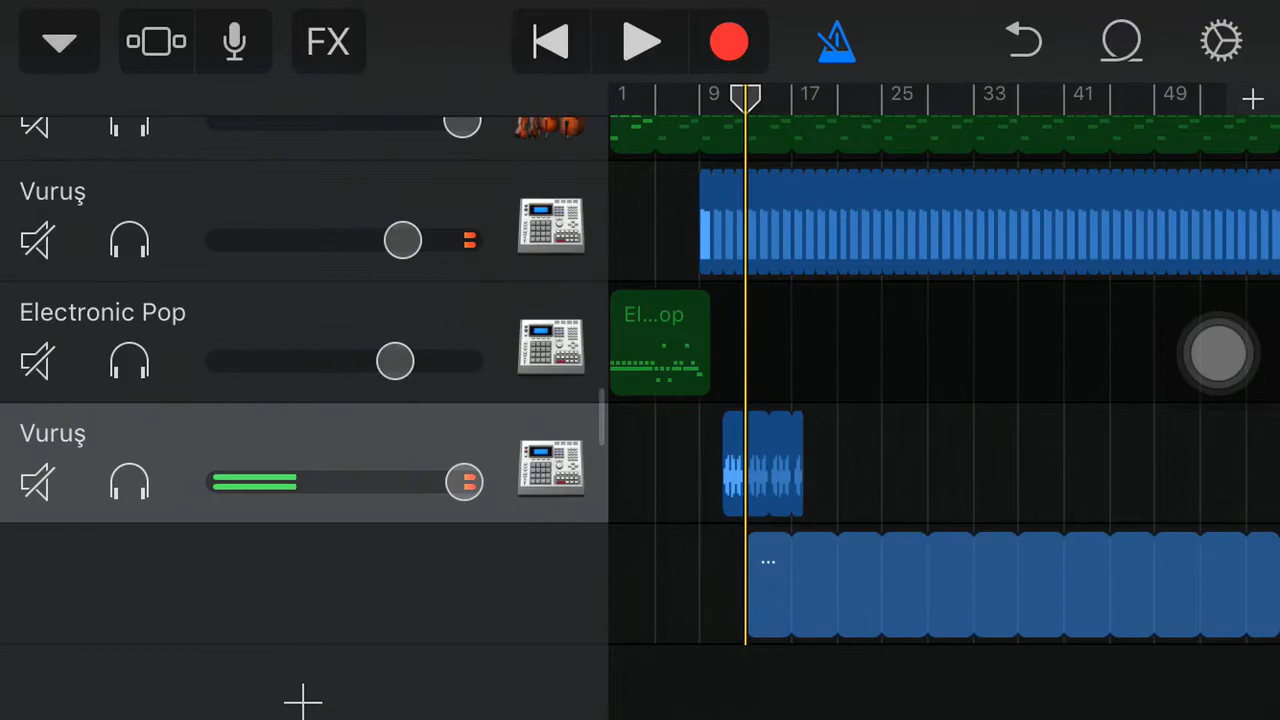 FX
1 9 17 25 33 41 49
Vuruş
Electronic Pop
El...op
Vuruş
...